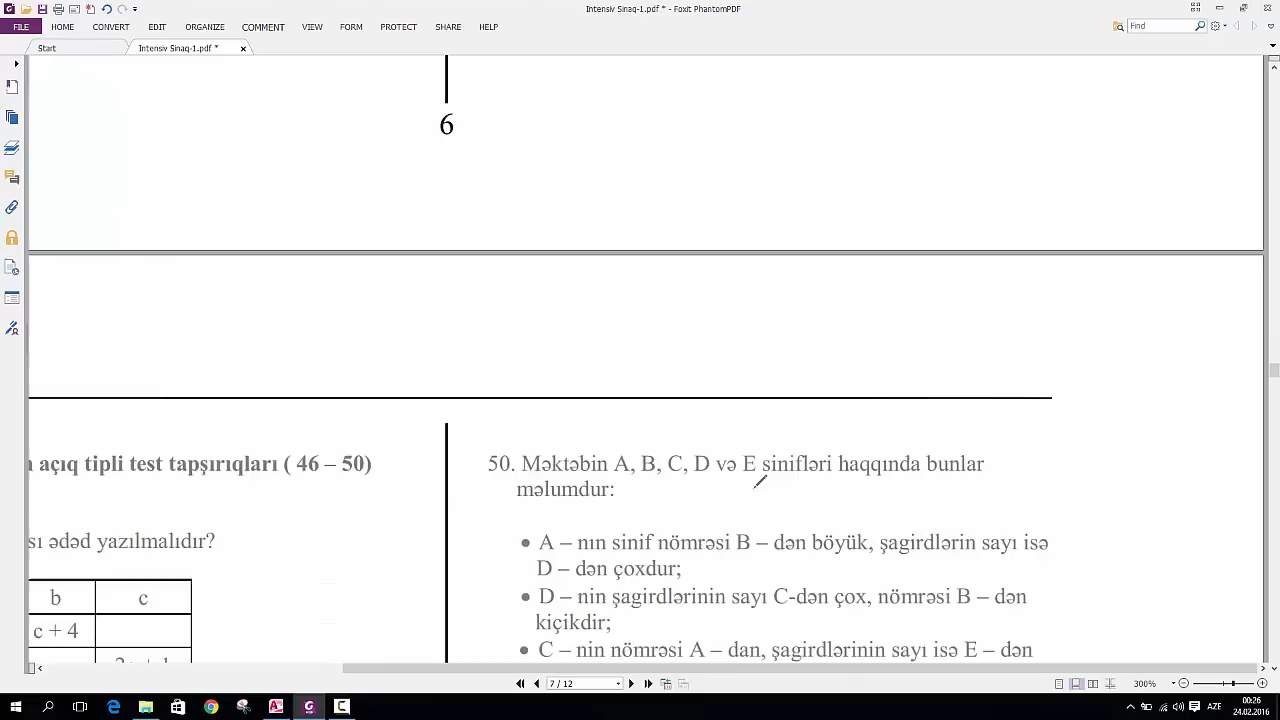 Intensiv Sinaq-1.pdf * - Foxit PhantomPDF
FILE HOME CONVERT EDIT ORGANIZE COMMENT VIEW FORM PROTECT SHARE HELP
Find
Start
Intensiv Sinaq-1.pdf *
6
açıq tipli test tapşırıqları ( 46 – 50)
ədəd yazılmalıdır?
b c
c + 4
50. Məktəbin A, B, C, D və E sinifləri haqqında bunlar
məlumdur:
• A – nın sinif nömrəsi B – dən böyük, şagirdlərin sayı isə
D – dən çoxdur;
• D – nin şagirdlərinin sayı C-dən çox, nömrəsi B – dən
kiçikdir;
• C – nin nömrəsi A – dan, şagirdlərinin sayı isə E – dən
7 / 12
300%
AZE
00:26
24.02.2016